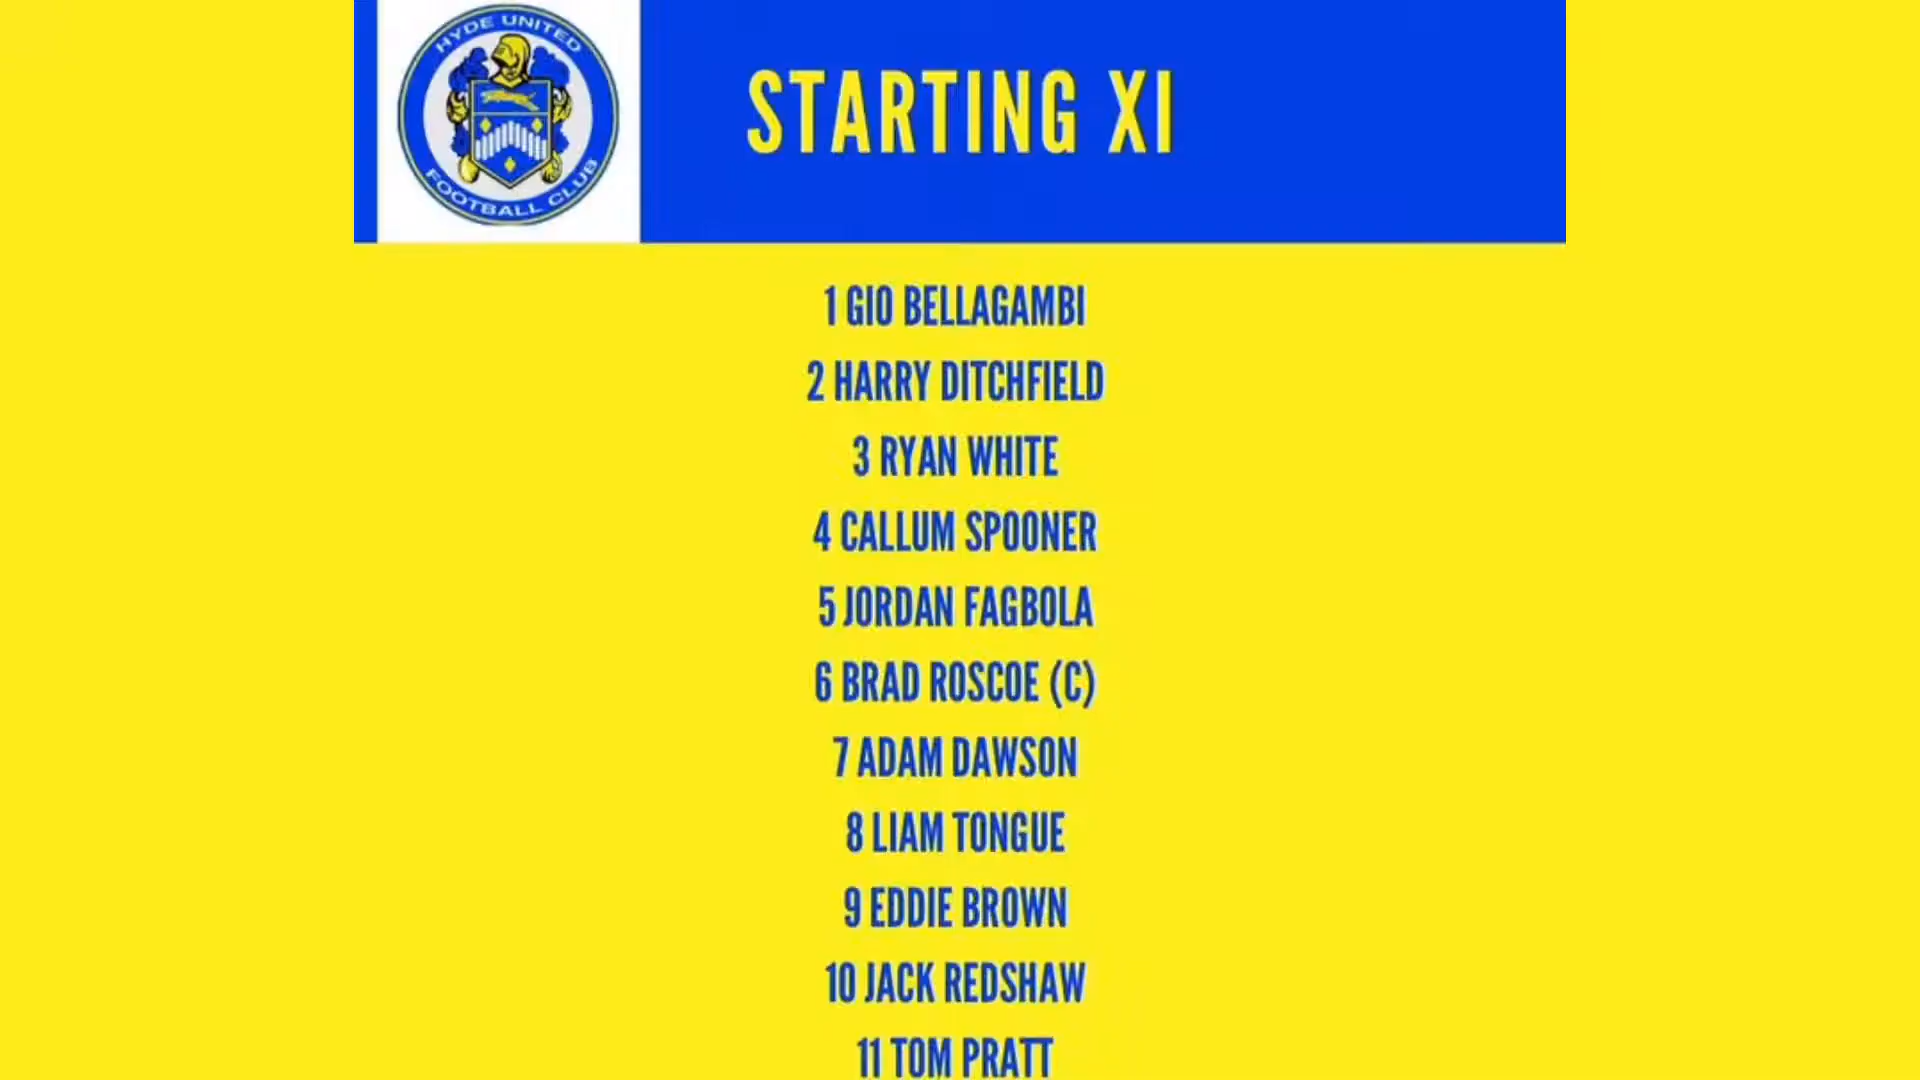 HYDE UNITED
FOOTBALL CLUB
STARTING XI
1 GIO BELLAGAMBI
2 HARRY DITCHFIELD
3 RYAN WHITE
4 CALLUM SPOONER
5 JORDAN FAGBOLA
6 BRAD ROSCOE (C)
7 ADAM DAWSON
8 LIAM TONGUE
9 EDDIE BROWN
10 JACK REDSHAW
11 TOM PRATT